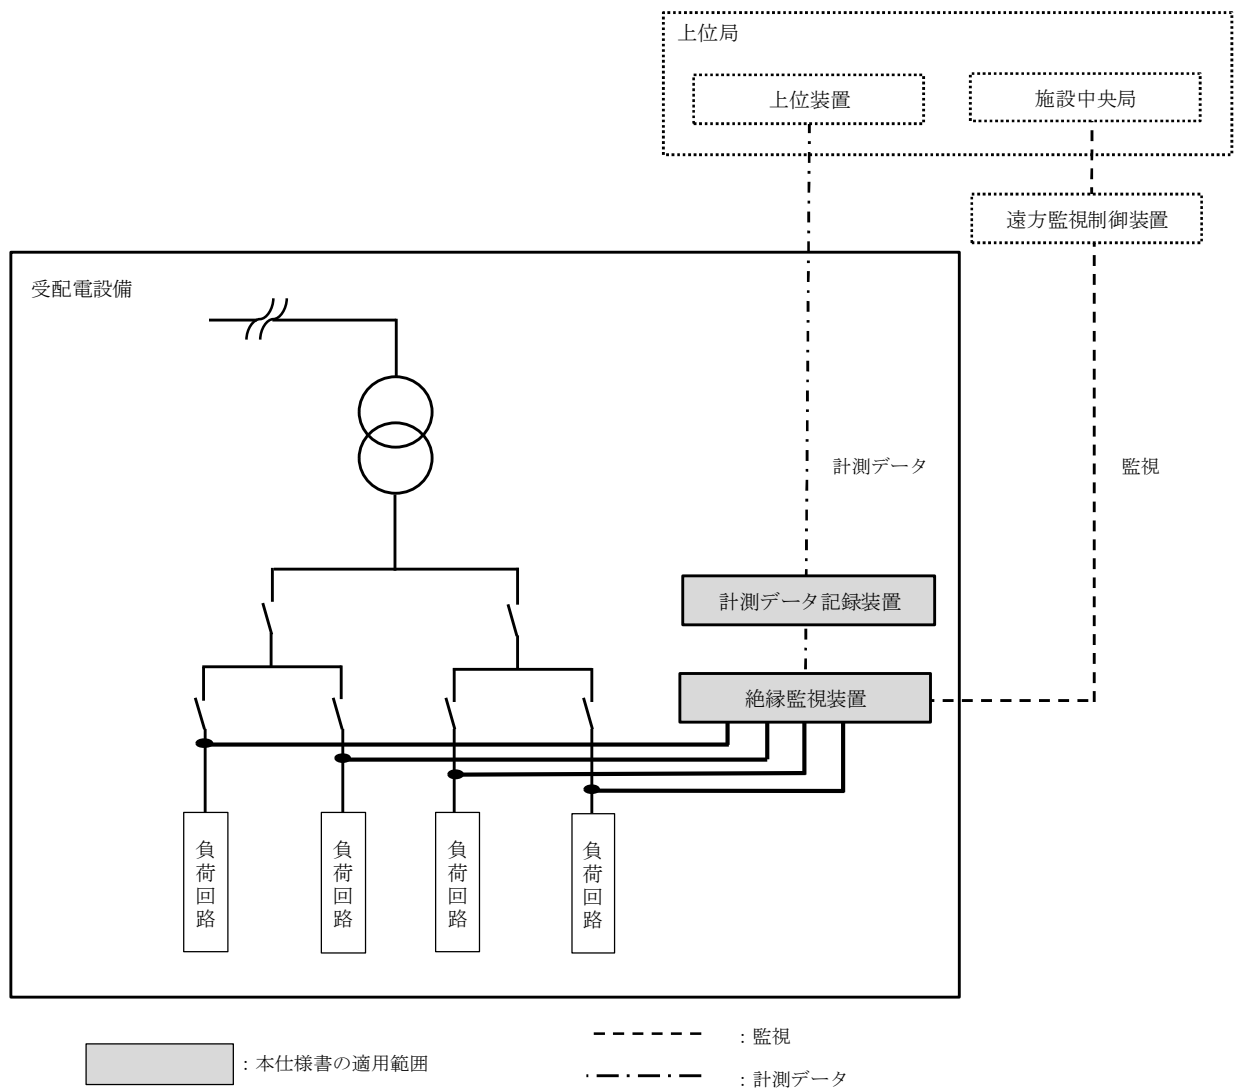 上位局
上位装置
施設中央局
遠方監視制御装置
受配電設備
計測データ
監視
計測データ記録装置
絶縁監視装置
負荷回路
負荷回路
負荷回路
負荷回路
：本仕様書の適用範囲
：監視
：計測データ